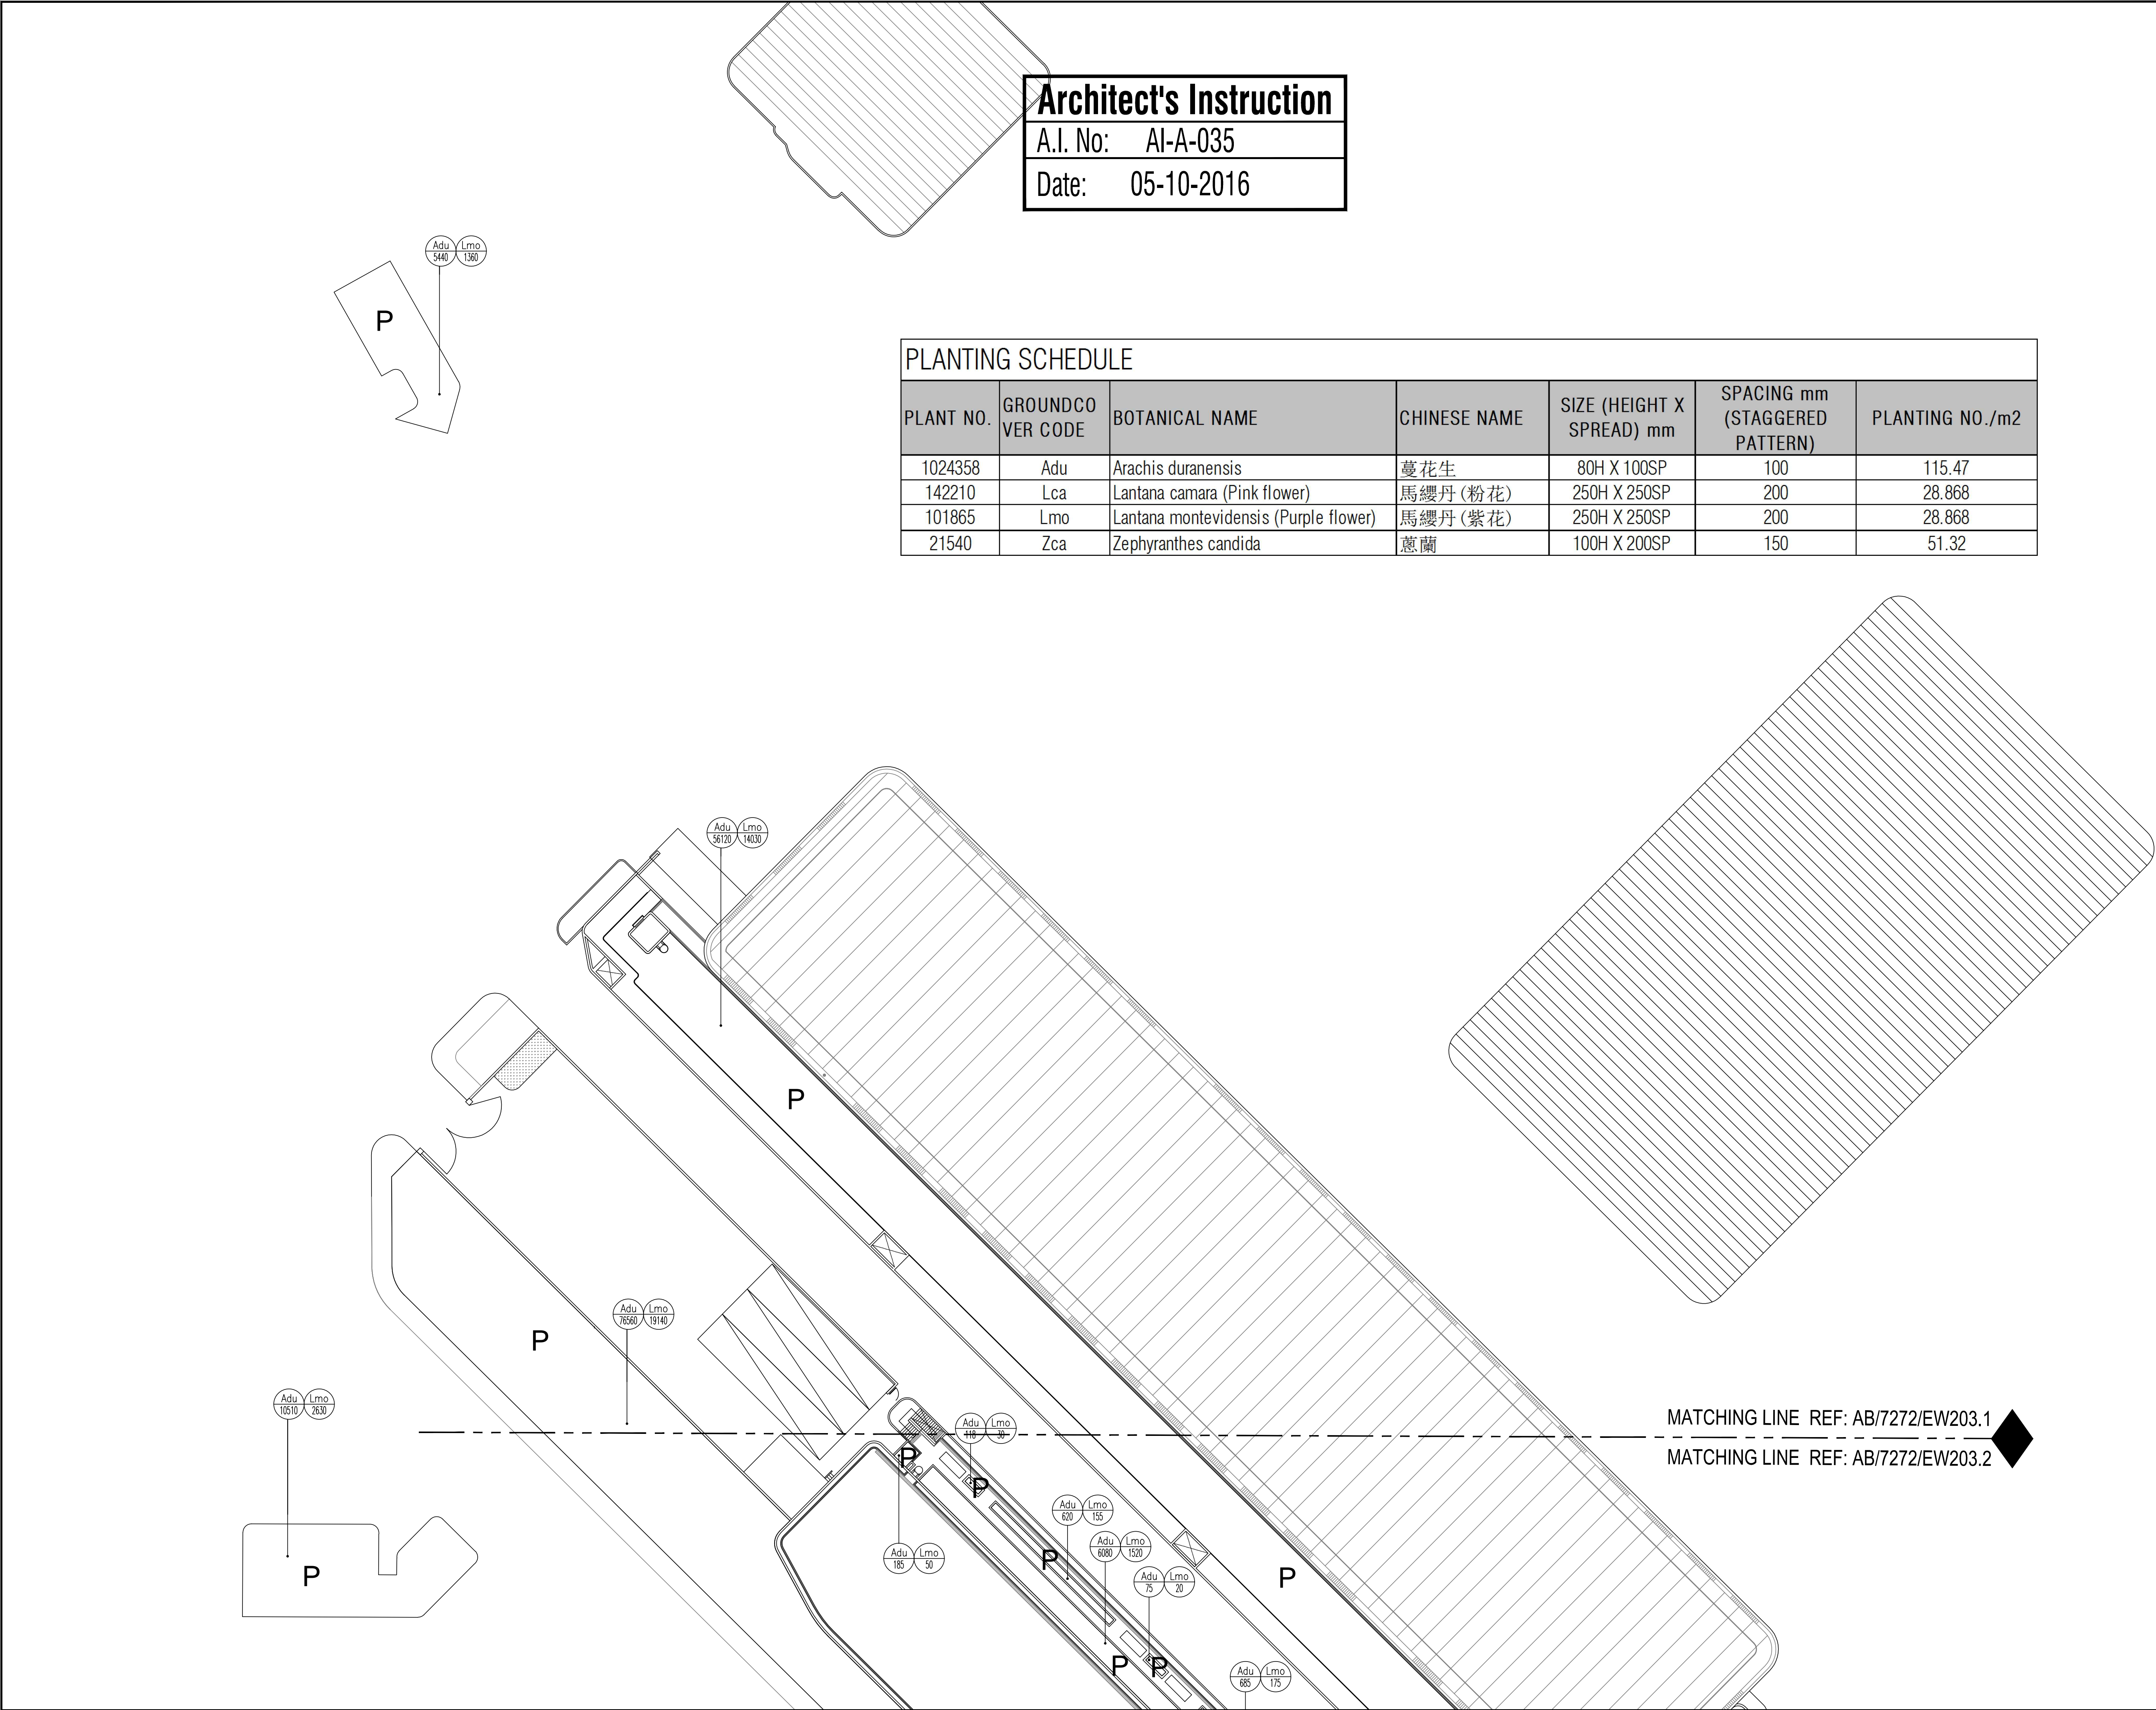 Architect's Instruction
A.I. No: AI-A-035
Date: 05-10-2016
Adu Lmo
5440 1360
P
PLANTING SCHEDULE
PLANT NO. GROUNDCO VER CODE BOTANICAL NAME CHINESE NAME SIZE (HEIGHT X SPREAD) mm SPACING mm (STAGGERED PATTERN) PLANTING NO./m2
1024358 Adu Arachis duranensis 蔓花生 80H X 100SP 100 115.47
142210 Lca Lantana camara (Pink flower) 馬纓丹(粉花) 250H X 250SP 200 28.868
101865 Lmo Lantana montevidensis (Purple flower) 馬纓丹(紫花) 250H X 250SP 200 28.868
21540 Zca Zephyranthes candida 蔥蘭 100H X 200SP 150 51.32
Adu Lmo
56120 14030
P
Adu Lmo
76560 19140
P
Adu Lmo
10510 2630
P
MATCHING LINE REF: AB/7272/EW203.1
MATCHING LINE REF: AB/7272/EW203.2
Adu Lmo
118 30
P
P
Adu Lmo
620 155
Adu Lmo
185 50
Adu Lmo
6080 1520
P
Adu Lmo
75 20
P
P
P
Adu Lmo
685 175